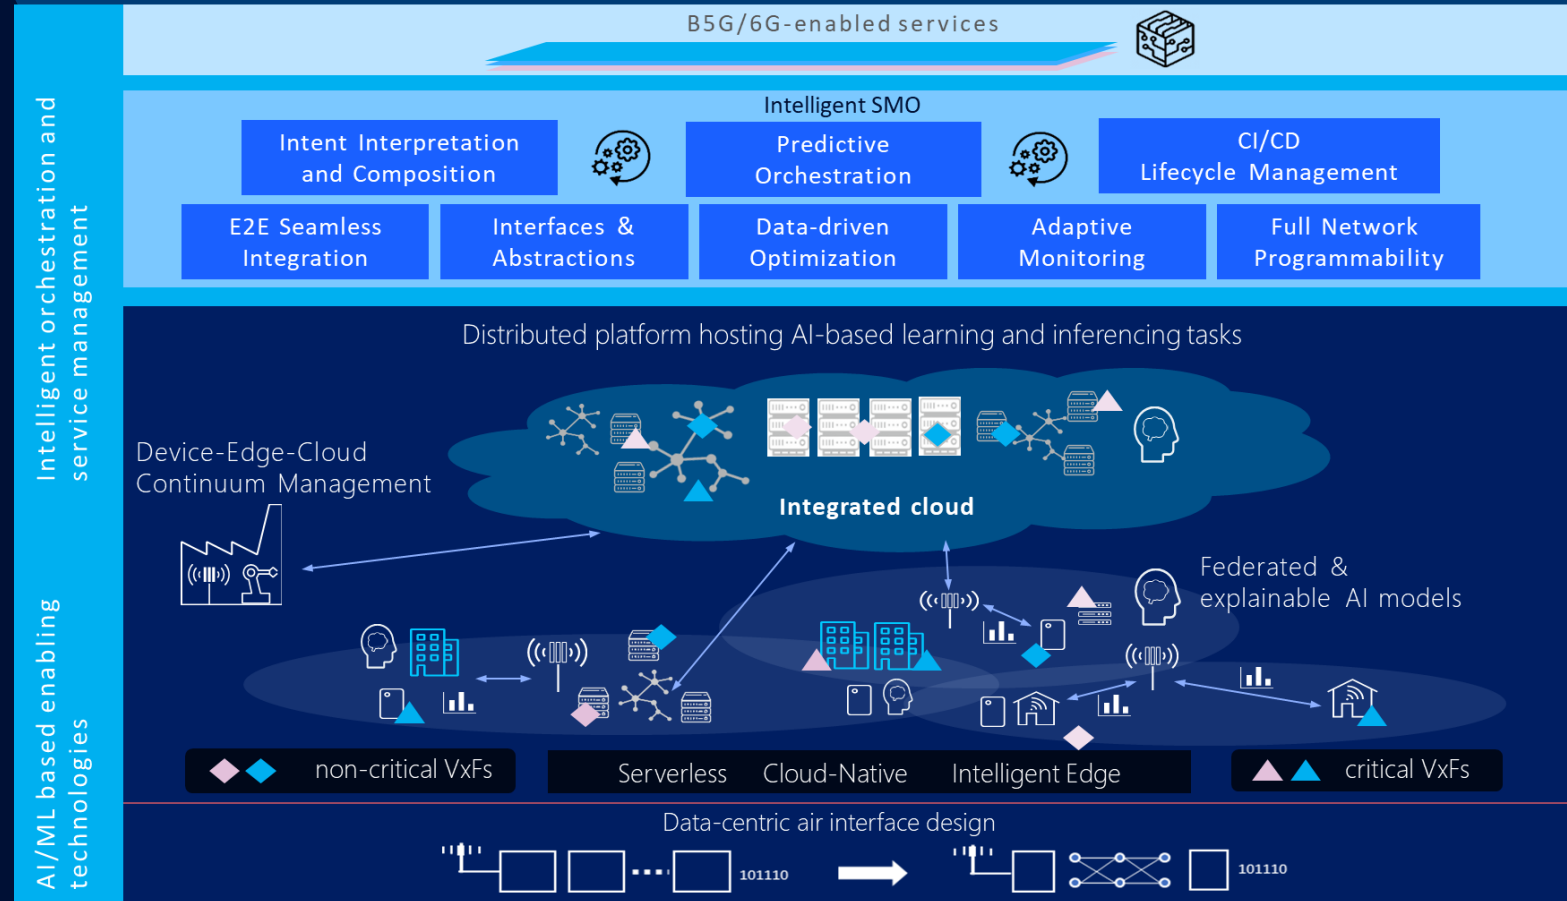 B5G/6G-enabled services
Intelligent orchestration and
service management
Intelligent SMO
Intent Interpretation
and Composition
Predictive
Orchestration
CI/CD
Lifecycle Management
E2E Seamless
Integration
Interfaces &
Abstractions
Data-driven
Optimization
Adaptive
Monitoring
Full Network
Programmability
Distributed platform hosting AI-based learning and inferencing tasks
Device-Edge-Cloud
Continuum Management
Integrated cloud
Federated &
explainable AI models
AI/ML based enabling
technologies
non-critical VxFs
Serverless Cloud-Native Intelligent Edge
critical VxFs
Data-centric air interface design
101110
101110